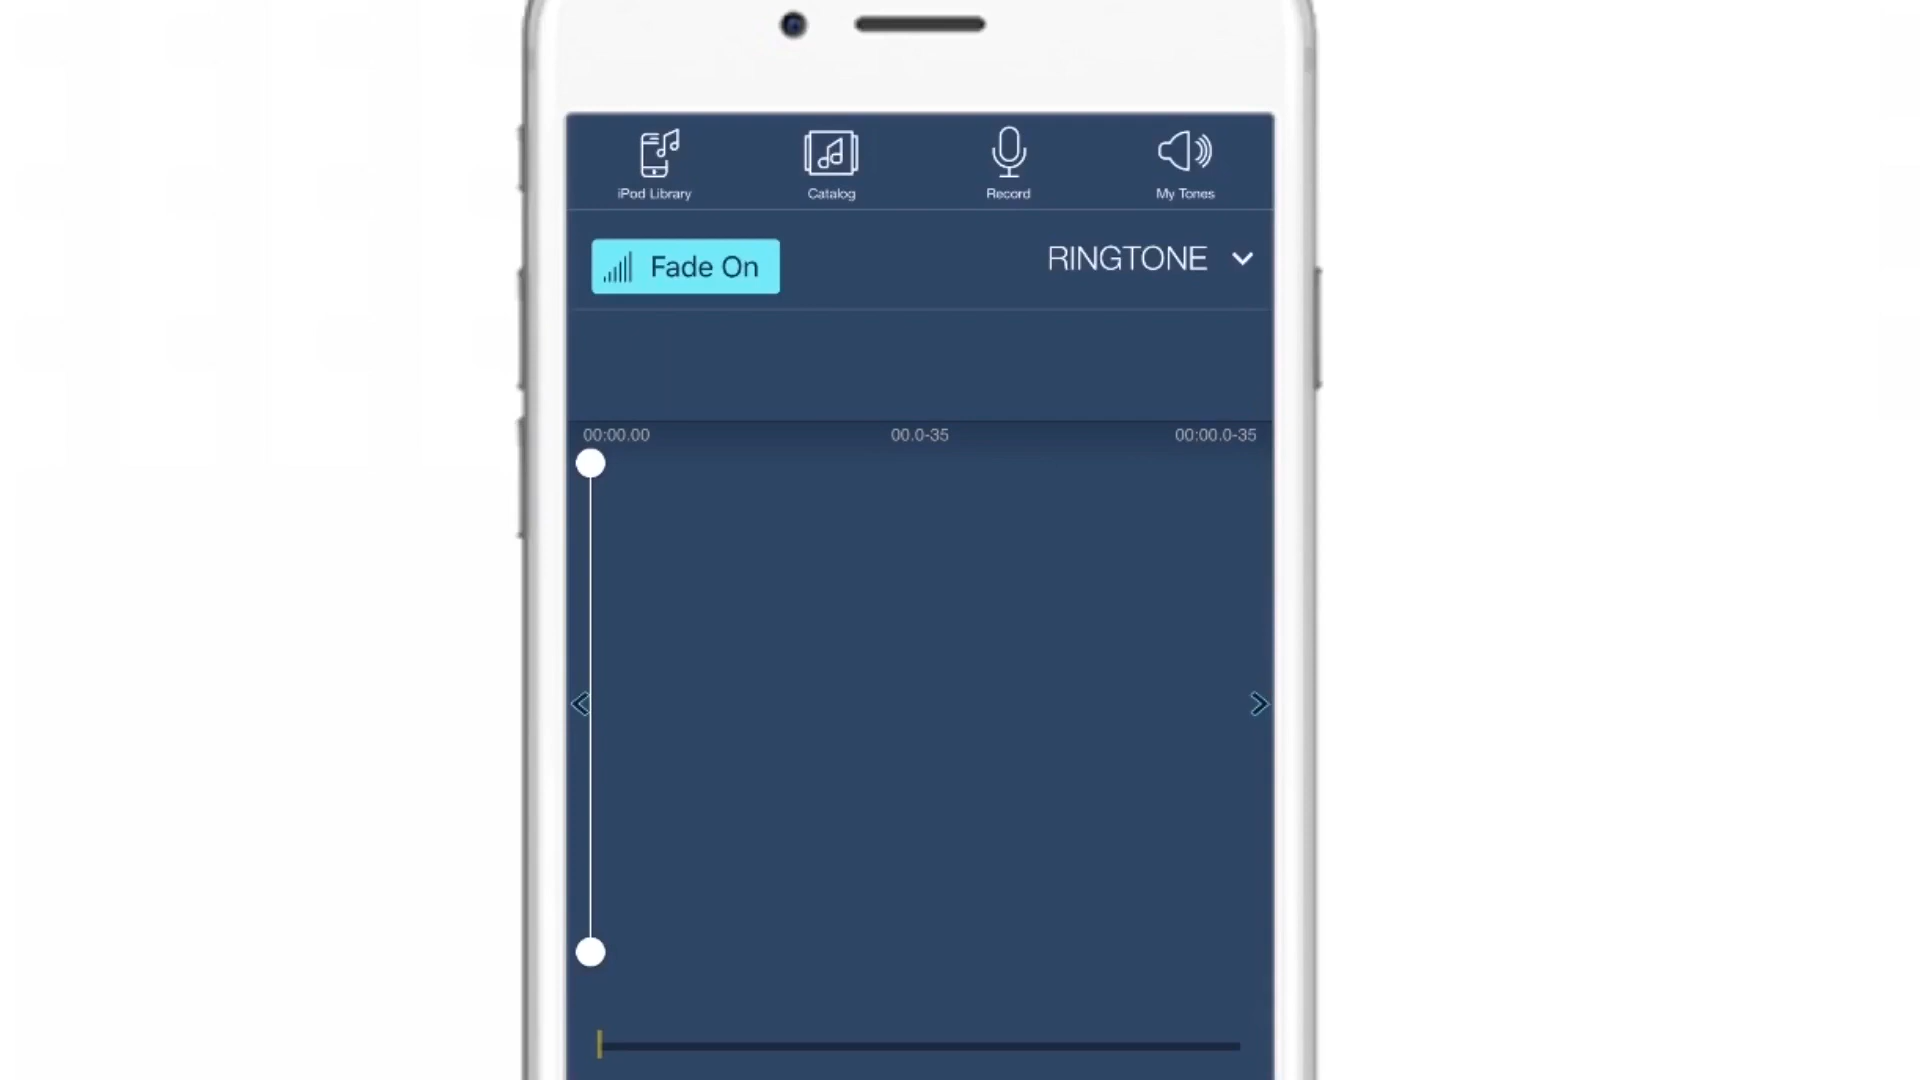 iPod Library
Catalog
Record
My Tones
Fade On
RINGTONE
00:00.00
00.0-35
00:00.0-35